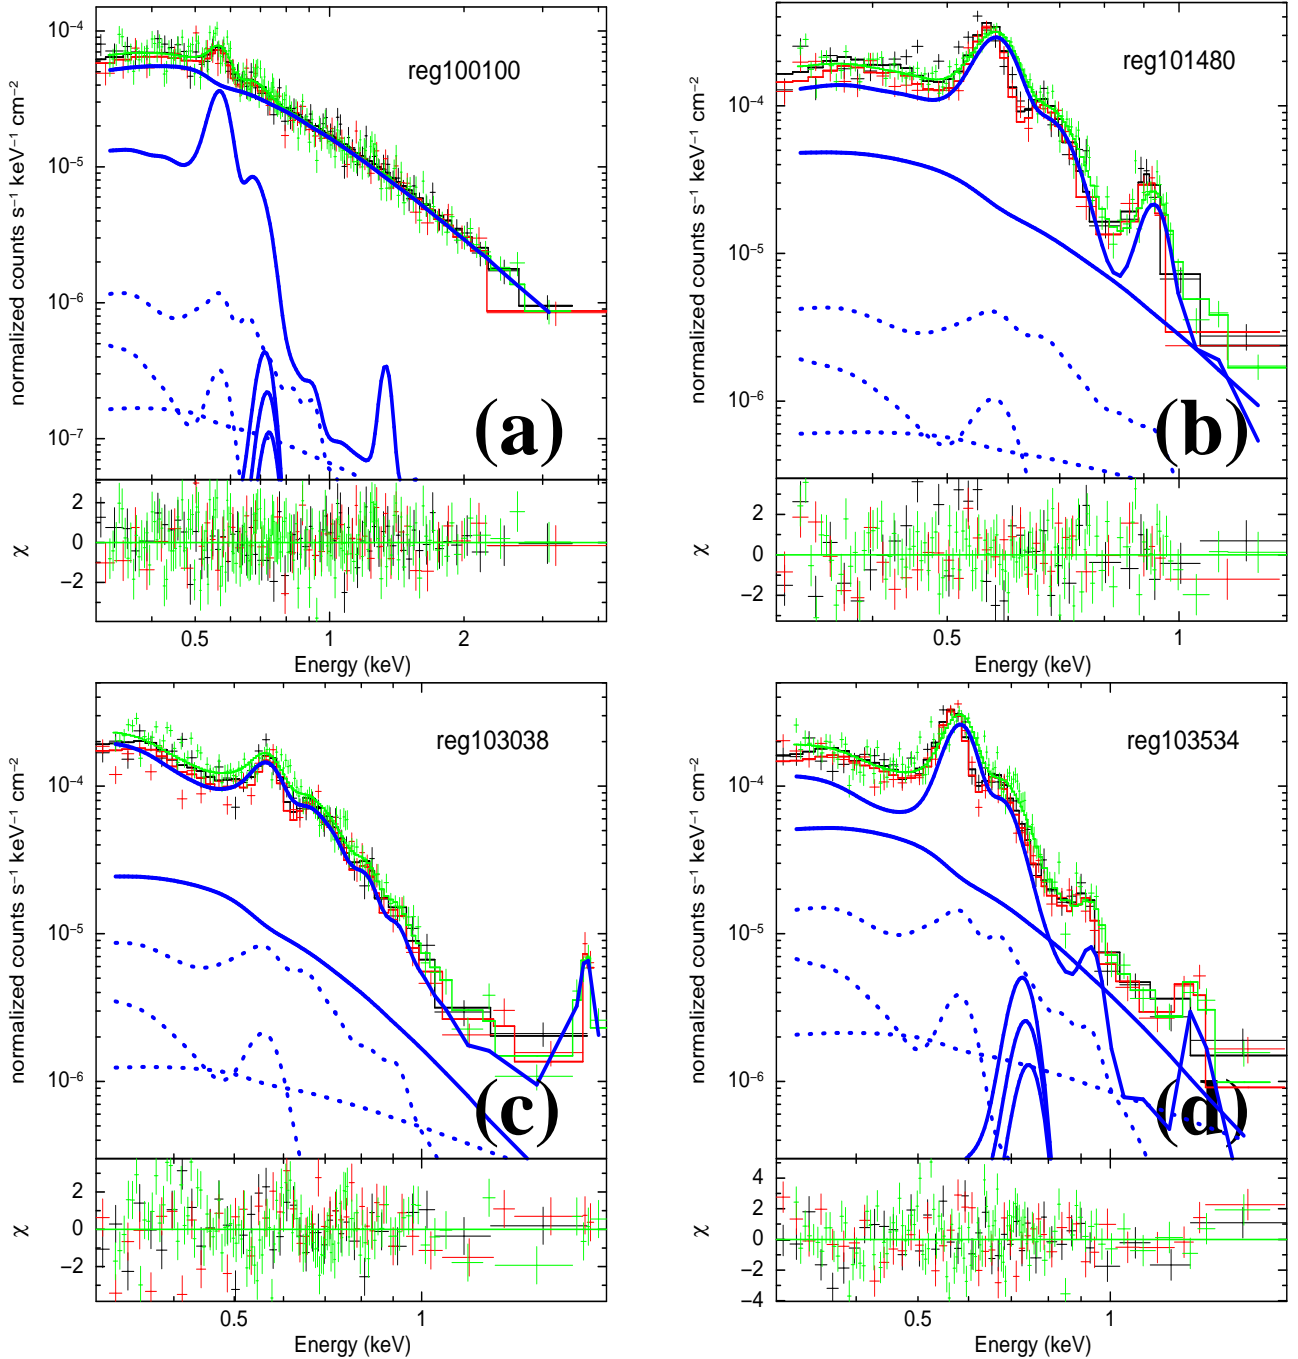 normalized counts s⁻¹ keV⁻¹ cm⁻²
10⁻⁴
10⁻⁵
10⁻⁶
10⁻⁷
reg100100
(a)
χ
2
0
−2
0.5 1 2
Energy (keV)
normalized counts s⁻¹ keV⁻¹ cm⁻²
10⁻⁴
10⁻⁵
10⁻⁶
reg101480
(b)
χ
2
0
−2
0.5 1
Energy (keV)
normalized counts s⁻¹ keV⁻¹ cm⁻²
10⁻⁴
10⁻⁵
10⁻⁶
reg103038
(c)
χ
2
0
−2
0.5 1
Energy (keV)
normalized counts s⁻¹ keV⁻¹ cm⁻²
10⁻⁴
10⁻⁵
10⁻⁶
reg103534
(d)
χ
4
2
0
−2
−4
0.5 1
Energy (keV)